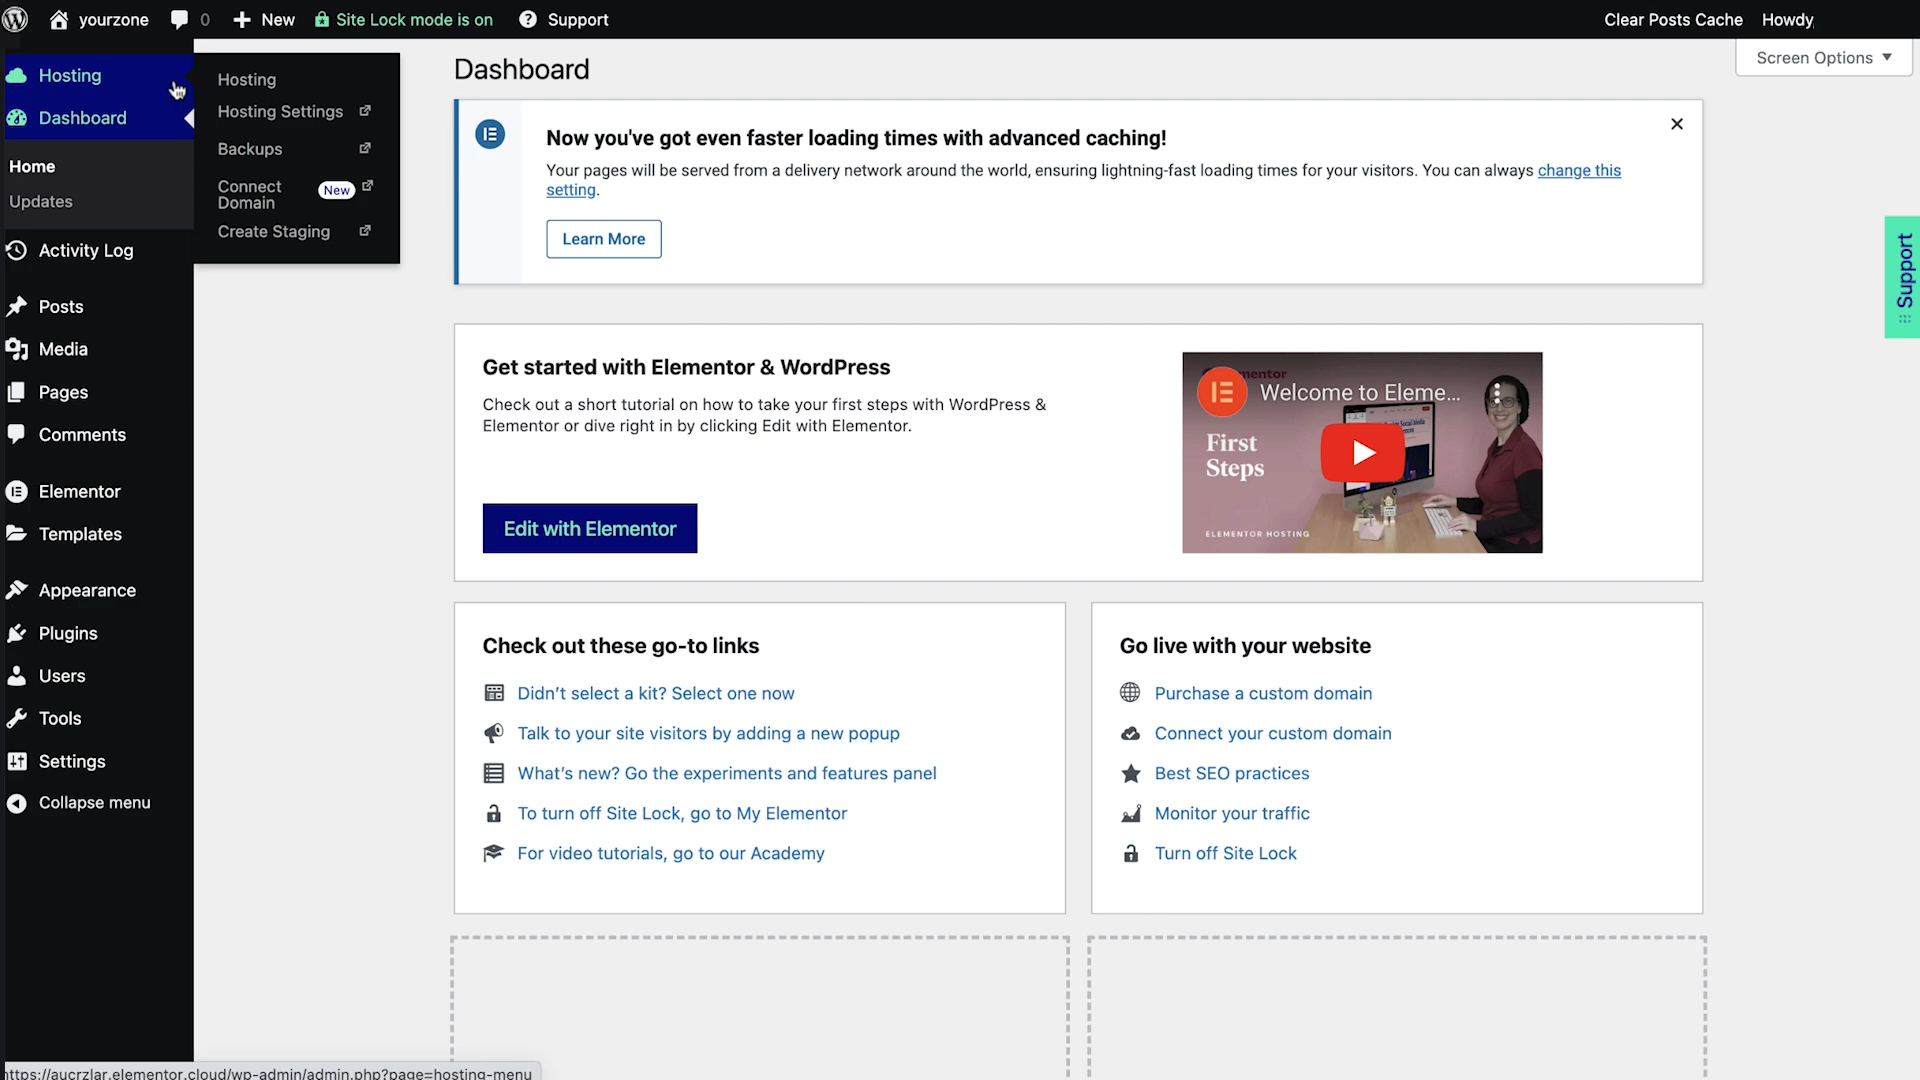 yourzone
0
New
Site Lock mode is on
Support
Clear Posts Cache
Howdy
Hosting
Dashboard
Home
Updates
Activity Log
Posts
Media
Pages
Comments
Elementor
Templates
Appearance
Plugins
Users
Tools
Settings
Collapse menu
Hosting
Hosting Settings
Backups
Connect
Domain
New
Create Staging
Dashboard
Screen Options
Now you've got even faster loading times with advanced caching!
Your pages will be served from a delivery network around the world, ensuring lightning-fast loading times for your visitors. You can always change this
setting.
Learn More
Support
Get started with Elementor & WordPress
Check out a short tutorial on how to take your first steps with WordPress &
Elementor or dive right in by clicking Edit with Elementor.
Edit with Elementor
Welcome to Eleme...
First
Steps
ELEMENTOR HOSTING
Check out these go-to links
Didn't select a kit? Select one now
Talk to your site visitors by adding a new popup
What's new? Go the experiments and features panel
To turn off Site Lock, go to My Elementor
For video tutorials, go to our Academy
Go live with your website
Purchase a custom domain
Connect your custom domain
Best SEO practices
Monitor your traffic
Turn off Site Lock
https://aucrzlar.elementor.cloud/wp-admin/admin.php?page=hosting-menu